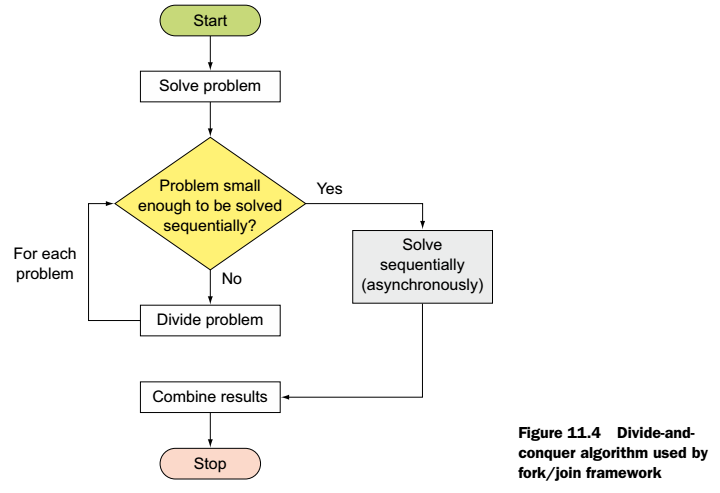 Start
Solve problem
Problem small
enough to be solved
sequentially?
Yes
No
For each
problem
Divide problem
Solve
sequentially
(asynchronously)
Combine results
Stop
Figure 11.4 Divide-and-
conquer algorithm used by
fork/join framework